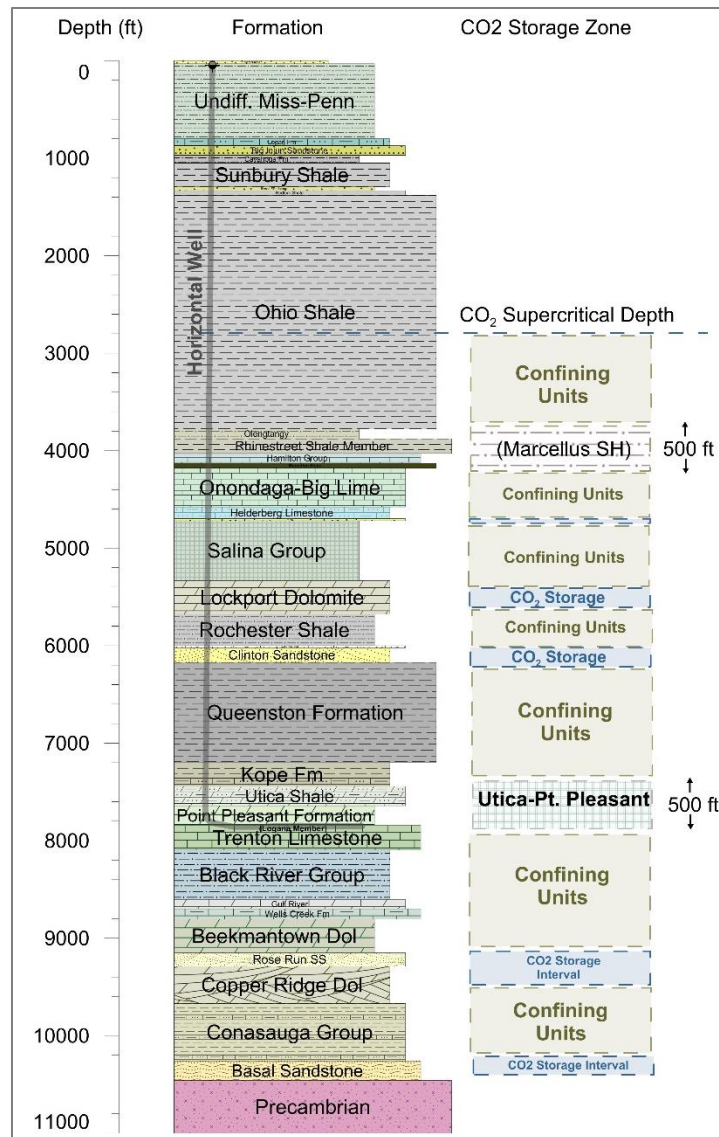 Depth (ft) Formation CO2 Storage Zone
0
Undiff. Miss-Penn
Logan Fm
Big Injun Sandstone
1000
Sunbury Shale
2000
Horizontal Well
Ohio Shale
CO₂ Supercritical Depth
3000
Confining
Units
Olengtangy
4000
Rhinestreet Shale Member
(Marcellus SH)
500 ft
Hamilton Group
Onondaga-Big Lime
Confining Units
Helderberg Limestone
5000
Salina Group
Confining Units
Lockport Dolomite
CO₂ Storage
Rochester Shale
Confining Units
6000
Clinton Sandstone
CO₂ Storage
Queenston Formation
Confining
Units
7000
Kope Fm
Utica Shale
Utica-Pt. Pleasant
500 ft
Point Pleasant Formation
(Logana Member)
8000
Trenton Limestone
Black River Group
Confining
Units
Gull River
Wells Creek Fm
9000
Beekmantown Dol
Rose Run SS
CO2 Storage
Interval
Copper Ridge Dol
10000
Conasauga Group
Confining
Units
Basal Sandstone
CO2 Storage Interval
Precambrian
11000